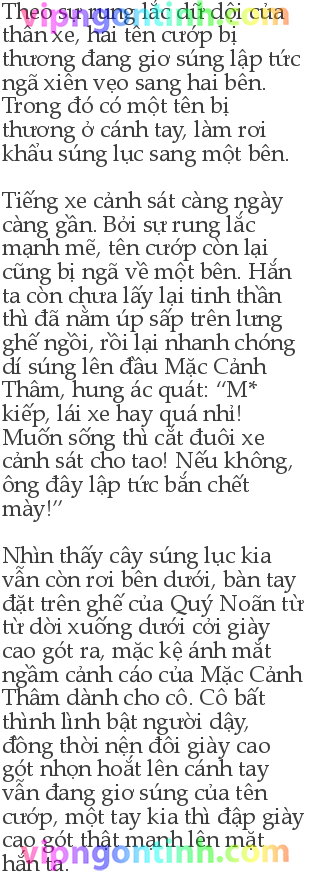 vipngontinh.com
Theo sự rung lắc dữ dội của
thân xe, hai tên cướp bị
thương đang giơ súng lập tức
ngã xiên vẹo sang hai bên.
Trong đó có một tên bị
thương ở cánh tay, làm rơi
khẩu súng lục sang một bên.
Tiếng xe cảnh sát càng ngày
càng gần. Bởi sự rung lắc
mạnh mẽ, tên cướp còn lại
cũng bị ngã về một bên. Hắn
ta còn chưa lấy lại tinh thần
thì đã nằm úp sấp trên lưng
ghế ngồi, rồi lại nhanh chóng
dí súng lên đầu Mặc Cảnh
Thâm, hung ác quát: “M*
kiếp, lái xe hay quá nhỉ!
Muốn sống thì cắt đuôi xe
cảnh sát cho tao! Nếu không,
ông đây lập tức bắn chết
mày!”
Nhìn thấy cây súng lục kia
vẫn còn rơi bên dưới, bàn tay
đặt trên ghế của Quý Noãn từ
từ dời xuống dưới cởi giày
cao gót ra, mặc kệ ánh mắt
ngầm cảnh cáo của Mặc Cảnh
Thâm dành cho cô. Cô bất
thình lình bật người dậy,
đồng thời nện đôi giày cao
gót nhọn hoắt lên cánh tay
vẫn đang giơ súng của tên
cướp, một tay kia thì đập giày
cao gót thật mạnh lên mặt
hắn ta.
vipngontinh.com